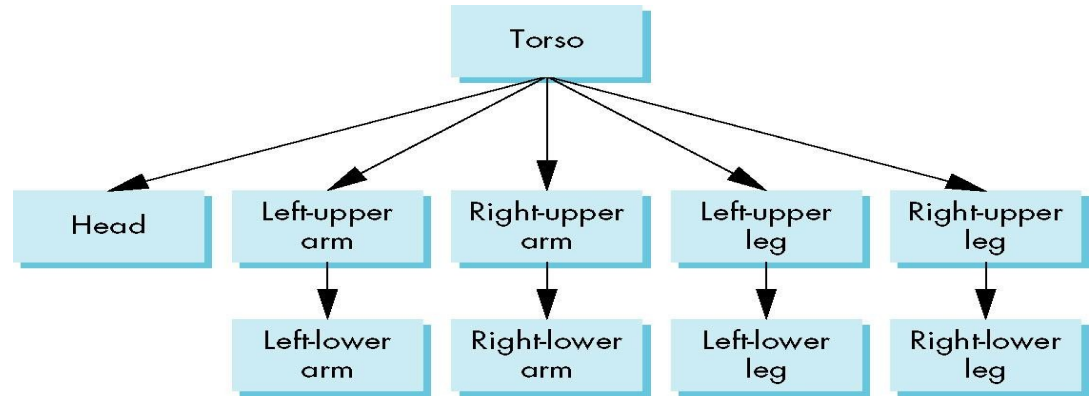 Torso
Head
Left-upper
arm
Right-upper
arm
Left-upper
leg
Right-upper
leg
Left-lower
arm
Right-lower
arm
Left-lower
leg
Right-lower
leg